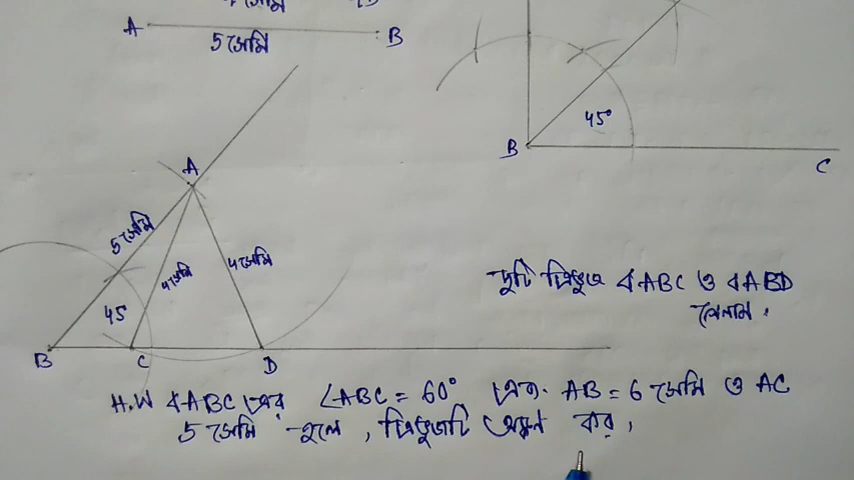 A B
5 সেমি
45°
B C
A
5 সেমি
4 সেমি 4 সেমি
45
B C D
দুটি ত্রিভুজ ∢ABC ও ∢ABD
পেলাম।
H.W ∢ABC এর ∠ABC = 60° এবং AB = 6 সেমি ও AC
5 সেমি হলে, ত্রিভুজটি অঙ্কন কর।